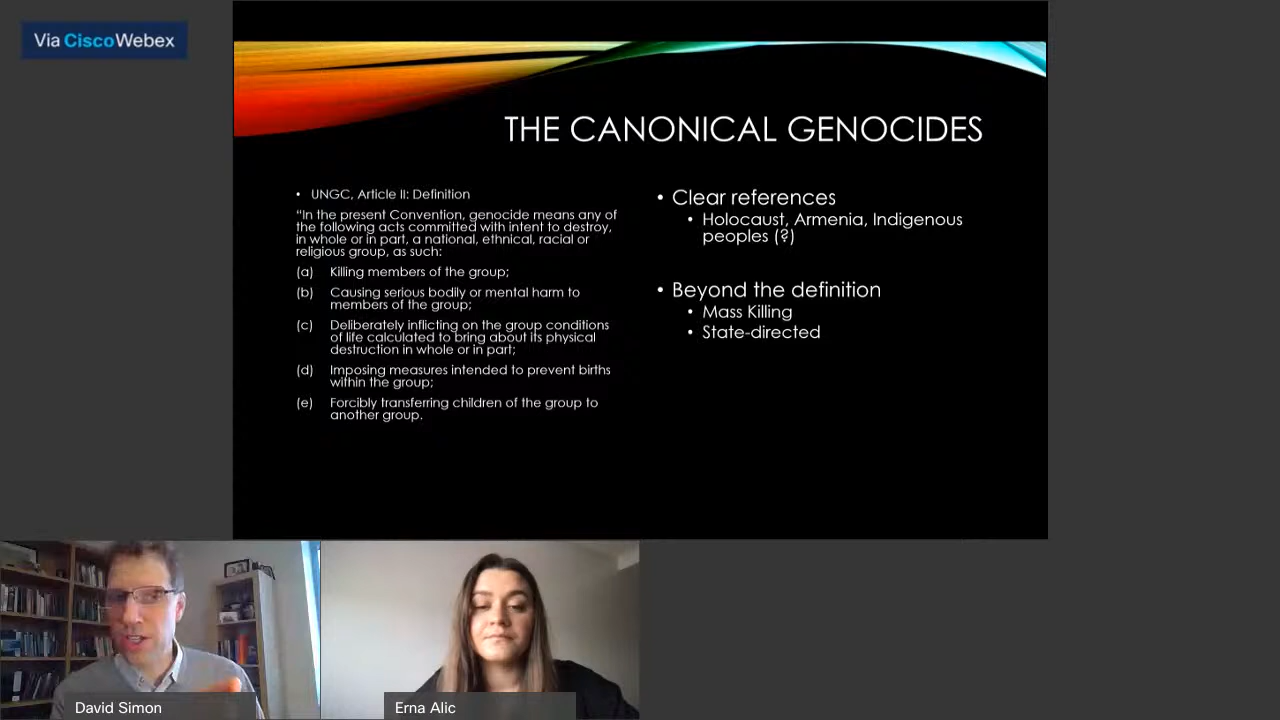 Via CiscoWebex
THE CANONICAL GENOCIDES
• UNGC, Article II: Definition
“In the present Convention, genocide means any of
the following acts committed with intent to destroy,
in whole or in part, a national, ethnical, racial or
religious group, as such:
(a) Killing members of the group;
(b) Causing serious bodily or mental harm to
members of the group;
(c) Deliberately inflicting on the group conditions
of life calculated to bring about its physical
destruction in whole or in part;
(d) Imposing measures intended to prevent births
within the group;
(e) Forcibly transferring children of the group to
another group.
• Clear references
• Holocaust, Armenia, Indigenous
peoples (?)
• Beyond the definition
• Mass Killing
• State-directed
David Simon
Erna Alic